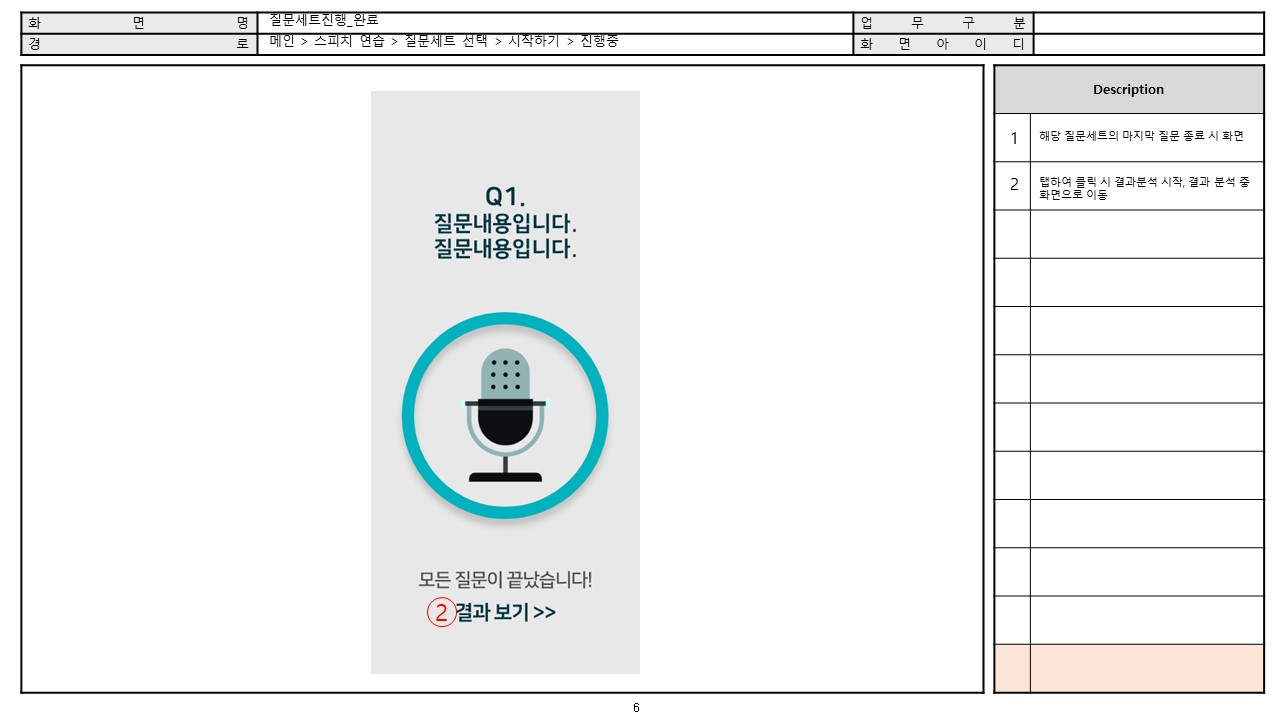 화면명
질문세트진행_완료
업무구분
경로
메인 > 스피치 연습 > 질문세트 선택 > 시작하기 > 진행중
화면아이디
Q1.
질문내용입니다.
질문내용입니다.
모든 질문이 끝났습니다!
2 결과 보기 >>
Description
1 해당 질문세트의 마지막 질문 종료 시 화면
2 탭하여 클릭 시 결과분석 시작, 결과 분석 중
화면으로 이동
6